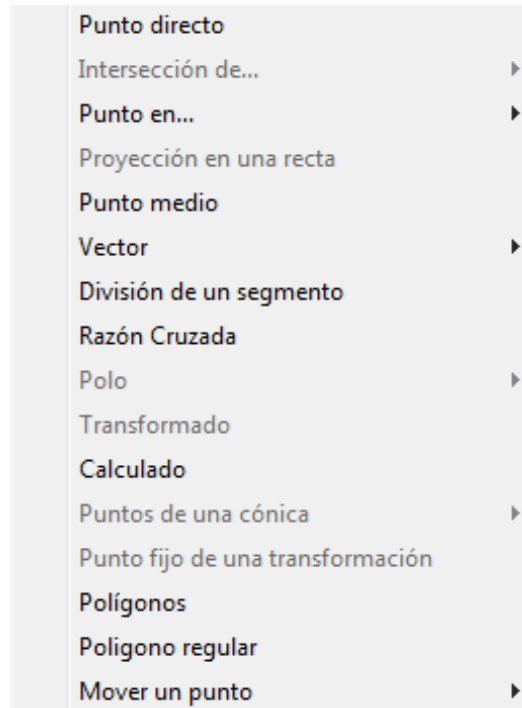 Punto directo
Intersección de...
Punto en...
Proyección en una recta
Punto medio
Vector
División de un segmento
Razón Cruzada
Polo
Transformado
Calculado
Puntos de una cónica
Punto fijo de una transformación
Polígonos
Poligono regular
Mover un punto